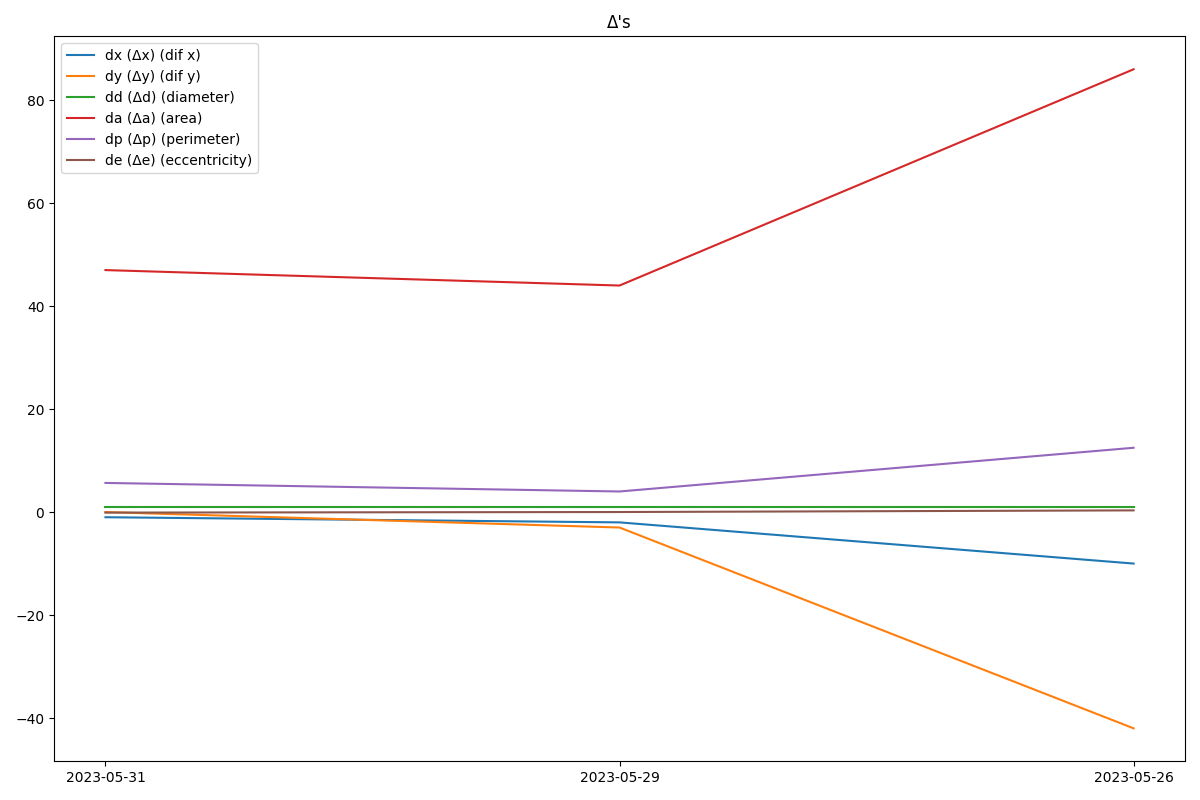 Δ's
dx (Δx) (dif x)
dy (Δy) (dif y)
dd (Δd) (diameter)
da (Δa) (area)
dp (Δp) (perimeter)
de (Δe) (eccentricity)
80
60
40
20
0
−20
−40
2023-05-31
2023-05-29
2023-05-26